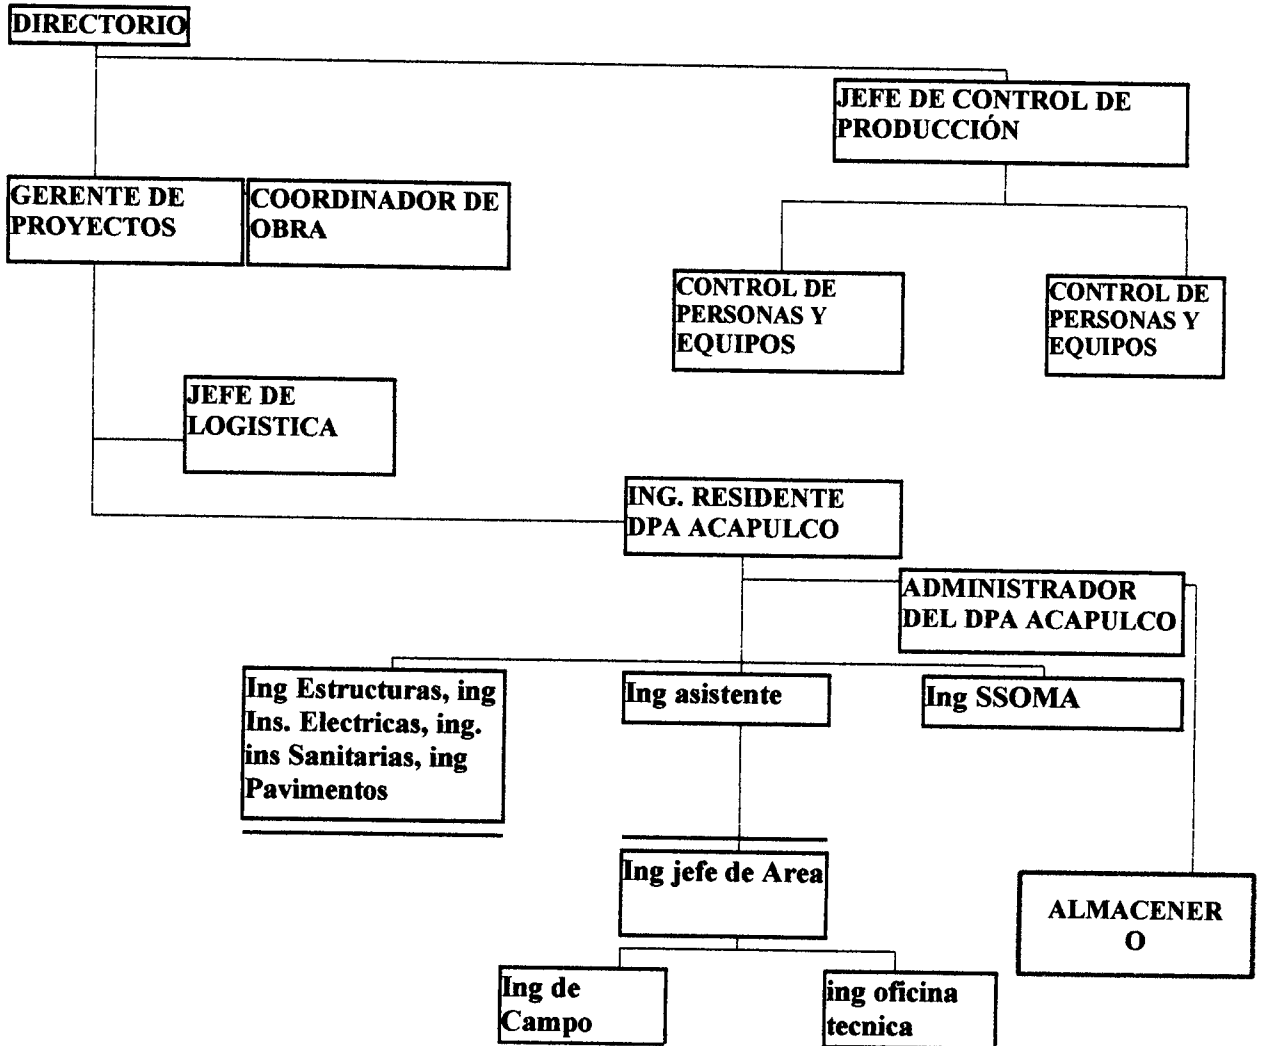 DIRECTORIO
JEFE DE CONTROL DE
PRODUCCIÓN
GERENTE DE
PROYECTOS
COORDINADOR DE
OBRA
CONTROL DE
PERSONAS Y
EQUIPOS
CONTROL DE
PERSONAS Y
EQUIPOS
JEFE DE
LOGISTICA
ING. RESIDENTE
DPA ACAPULCO
ADMINISTRADOR
DEL DPA ACAPULCO
Ing Estructuras, ing
Ins. Electricas, ing.
ins Sanitarias, ing
Pavimentos
Ing asistente
Ing SSOMA
Ing jefe de Area
ALMACENER
O
Ing de
Campo
ing oficina
tecnica